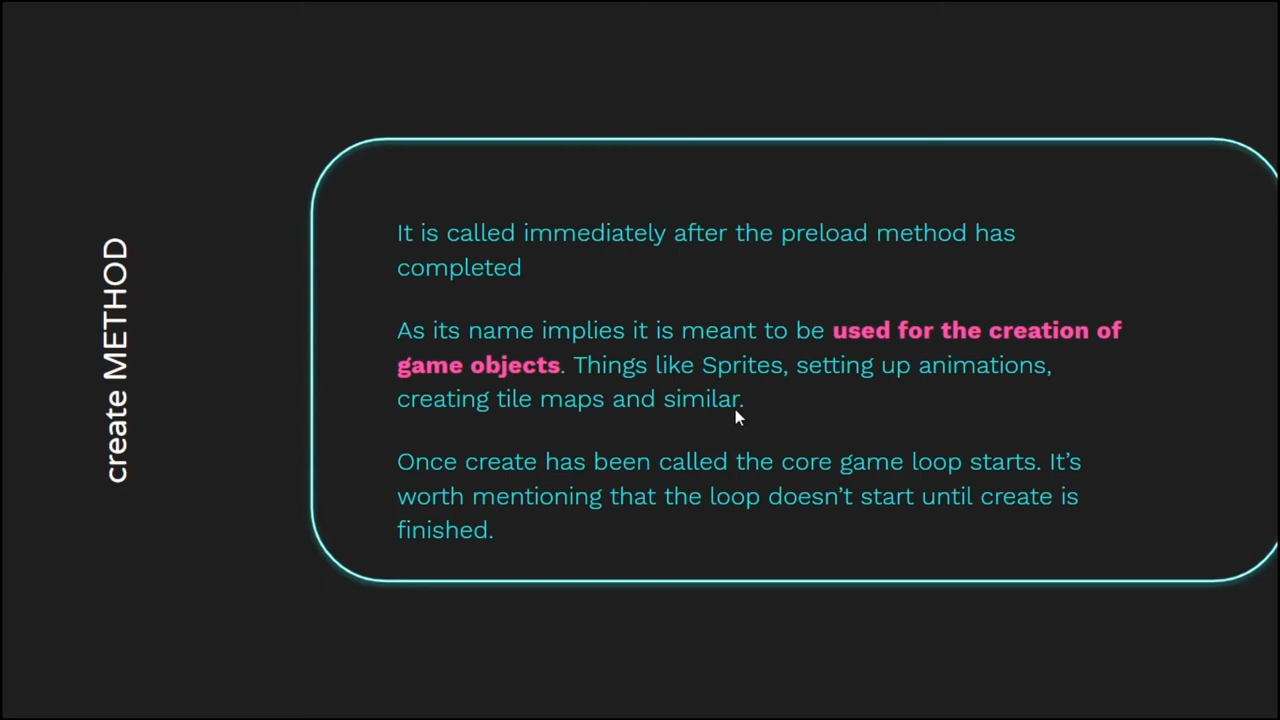 create METHOD
It is called immediately after the preload method has
completed
As its name implies it is meant to be used for the creation of
game objects. Things like Sprites, setting up animations,
creating tile maps and similar.
Once create has been called the core game loop starts. It’s
worth mentioning that the loop doesn’t start until create is
finished.